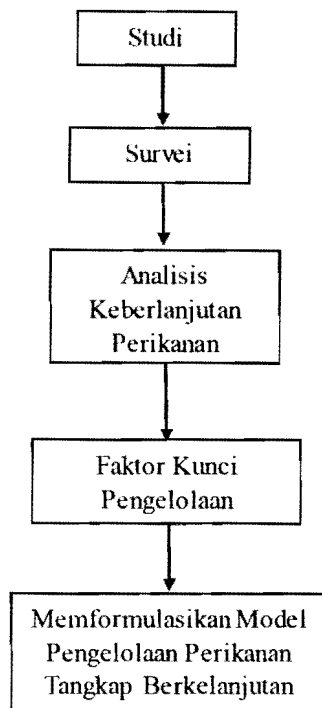 Studi
Survei
Analisis
Keberlanjutan
Perikanan
Faktor Kunci
Pengelolaan
Memformulasikan Model
Pengelolaan Perikanan
Tangkap Berkelanjutan